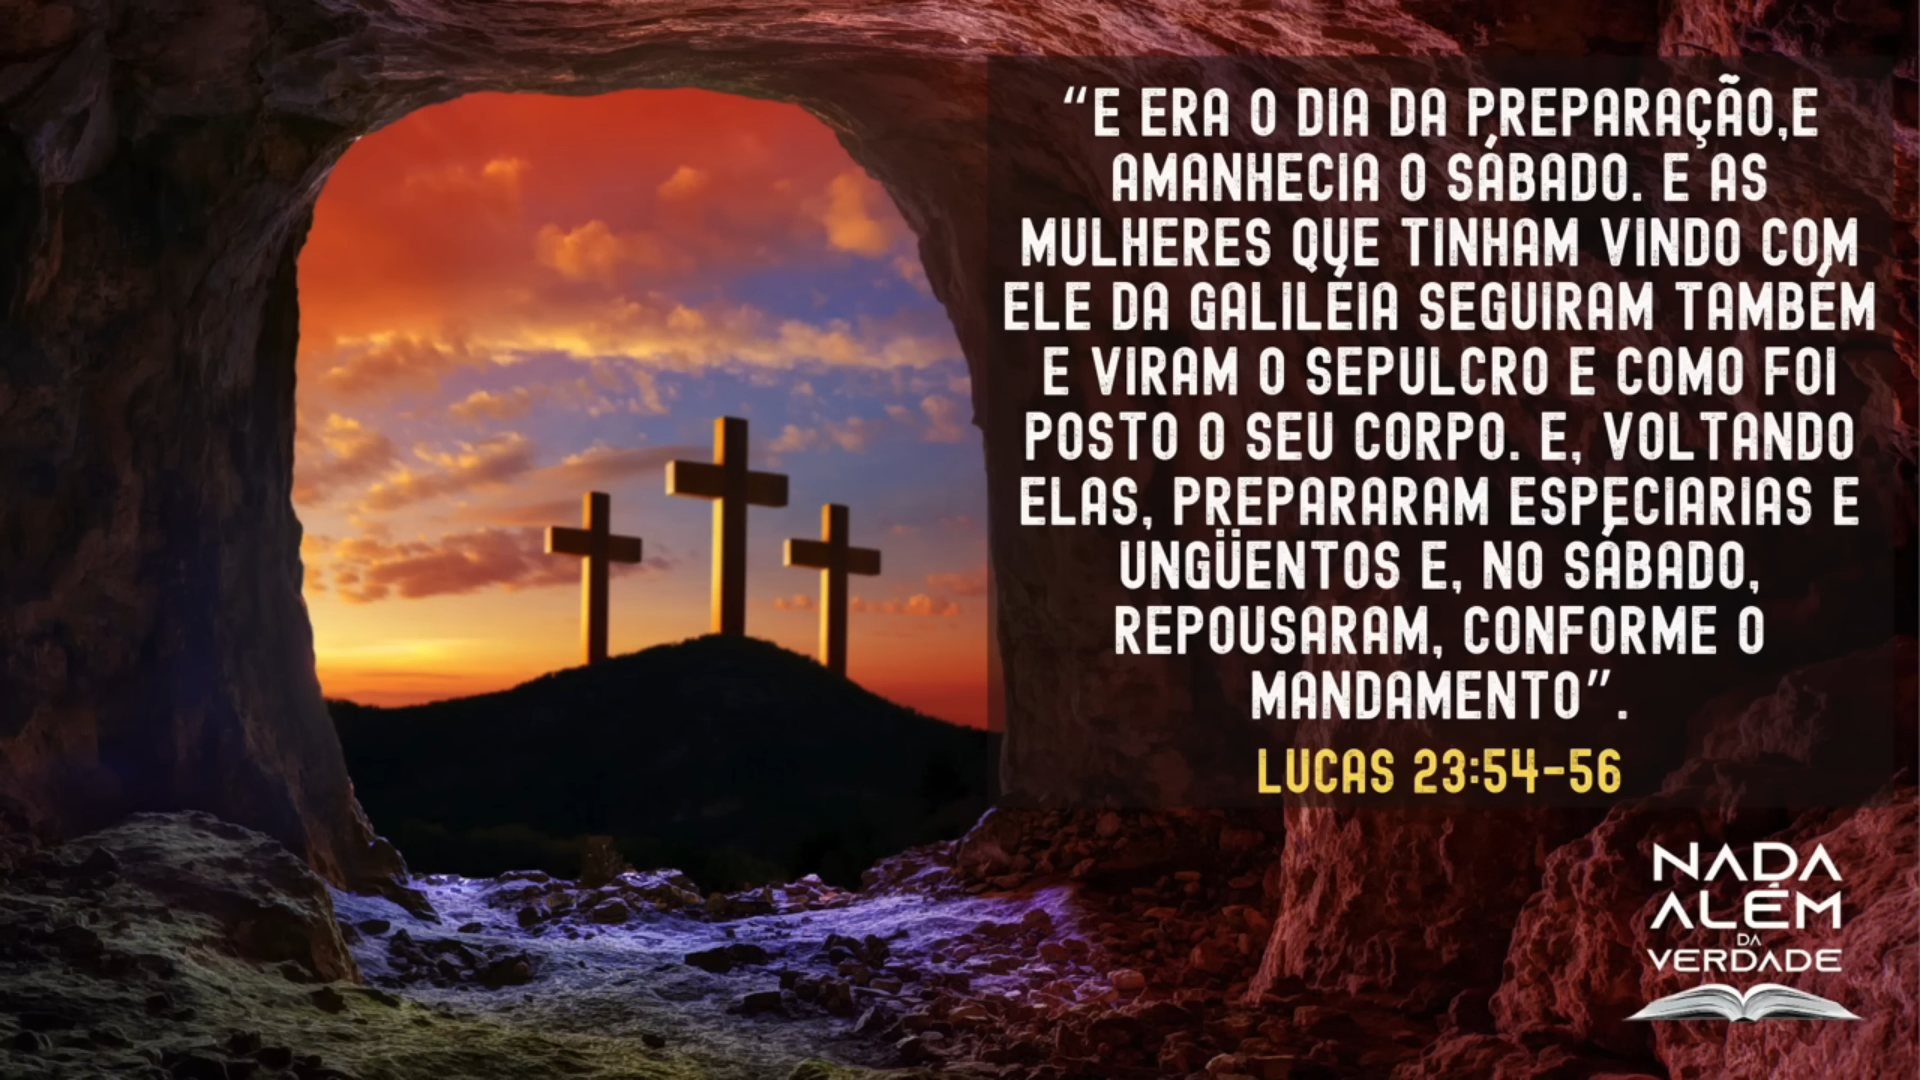 “E ERA O DIA DA PREPARAÇÃO,E
AMANHECIA O SÁBADO. E AS
MULHERES QUE TINHAM VINDO COM
ELE DA GALILÉIA SEGUIRAM TAMBÉM
E VIRAM O SEPULCRO E COMO FOI
POSTO O SEU CORPO. E, VOLTANDO
ELAS, PREPARARAM ESPECIARIAS E
UNGÜENTOS E, NO SÁBADO,
REPOUSARAM, CONFORME O
MANDAMENTO”.
LUCAS 23:54-56
NADA
ALÉM
DA
VERDADE